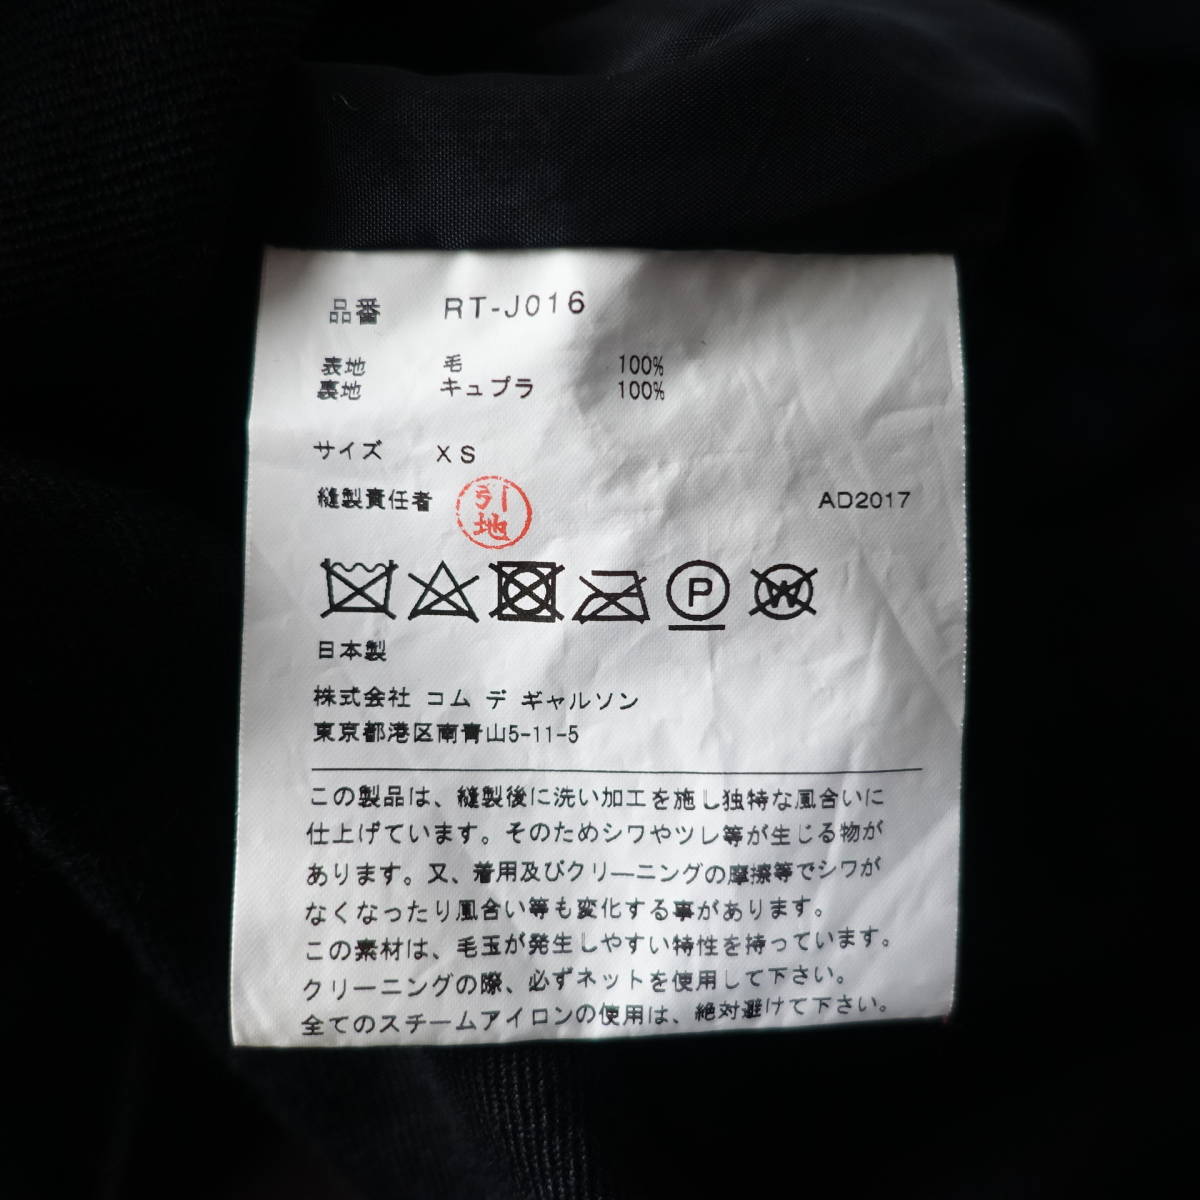 品番 RT-J016
表地 毛 100%
裏地 キュプラ 100%
サイズ XS
縫製責任者 引地 AD2017
P W
日本製
株式会社 コム デ ギャルソン
東京都港区南青山5-11-5
この製品は、縫製後に洗い加工を施し独特な風合いに
仕上げています。そのためシワやツレ等が生じる物が
あります。又、着用及びクリーニングの摩擦等でシワが
なくなったり風合い等も変化する事があります。
この素材は、毛玉が発生しやすい特性を持っています。
クリーニングの際、必ずネットを使用して下さい。
全てのスチームアイロンの使用は、絶対避けて下さい。